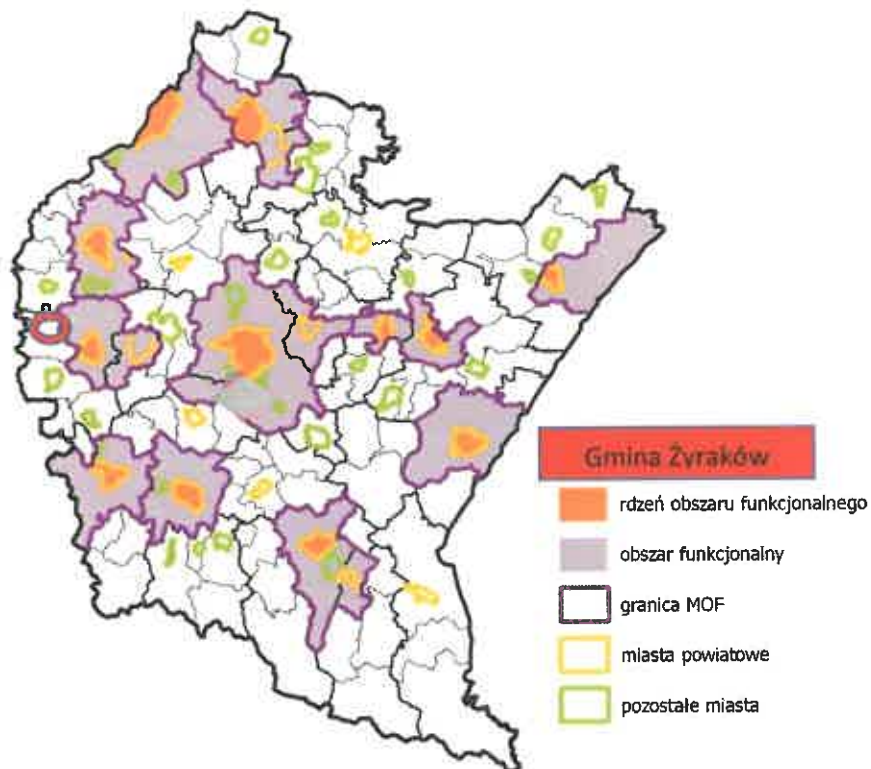 Gmina Żyraków
rdzeń obszaru funkcjonalnego
obszar funkcjonalny
granica MOF
miasta powiatowe
pozostałe miasta